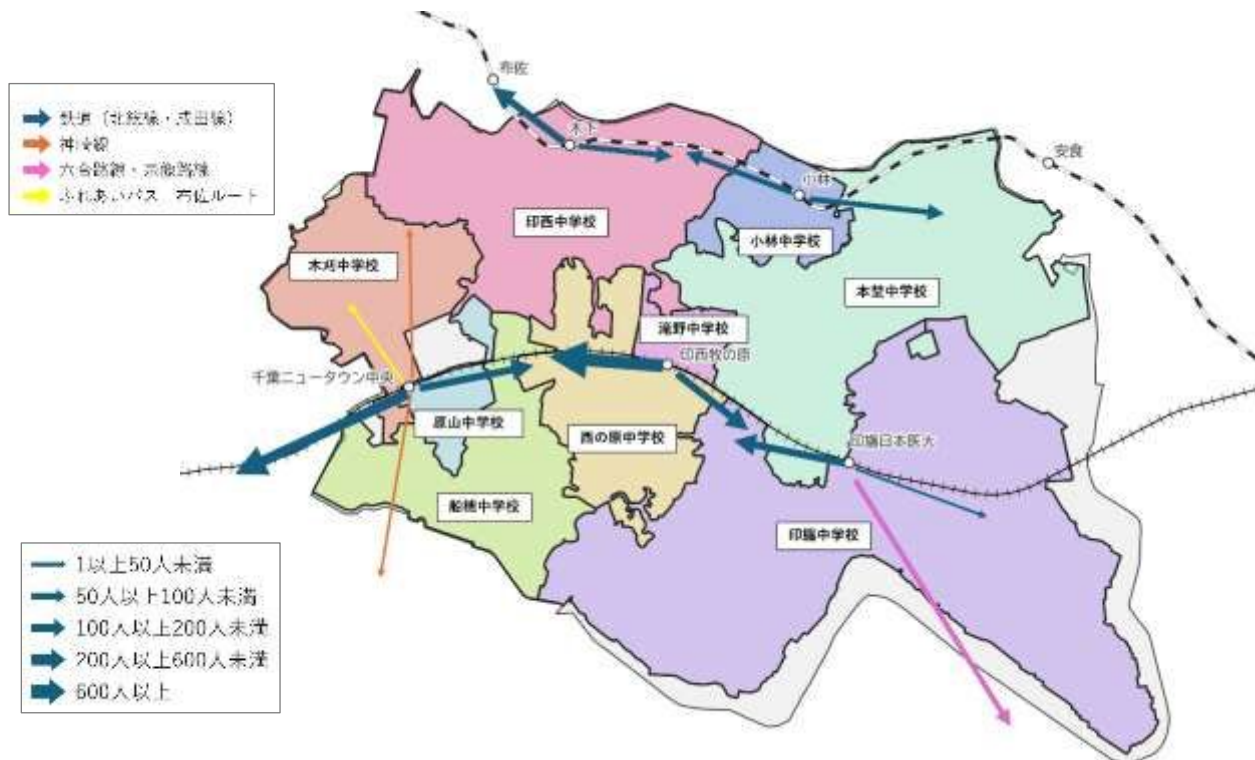 布佐
鉄道(北総線・成田線)
神崎線
六合路線・宗像路線
ふれあいバス 布佐ルート
木下
安食
小林
印西中学校
小林中学校
木刈中学校
本埜中学校
滝野中学校
印西牧の原
千葉ニュータウン中央
原山中学校
西の原中学校
印旛日本医大
船穂中学校
印旛中学校
1以上50人未満
50人以上100人未満
100人以上200人未満
200人以上600人未満
600人以上